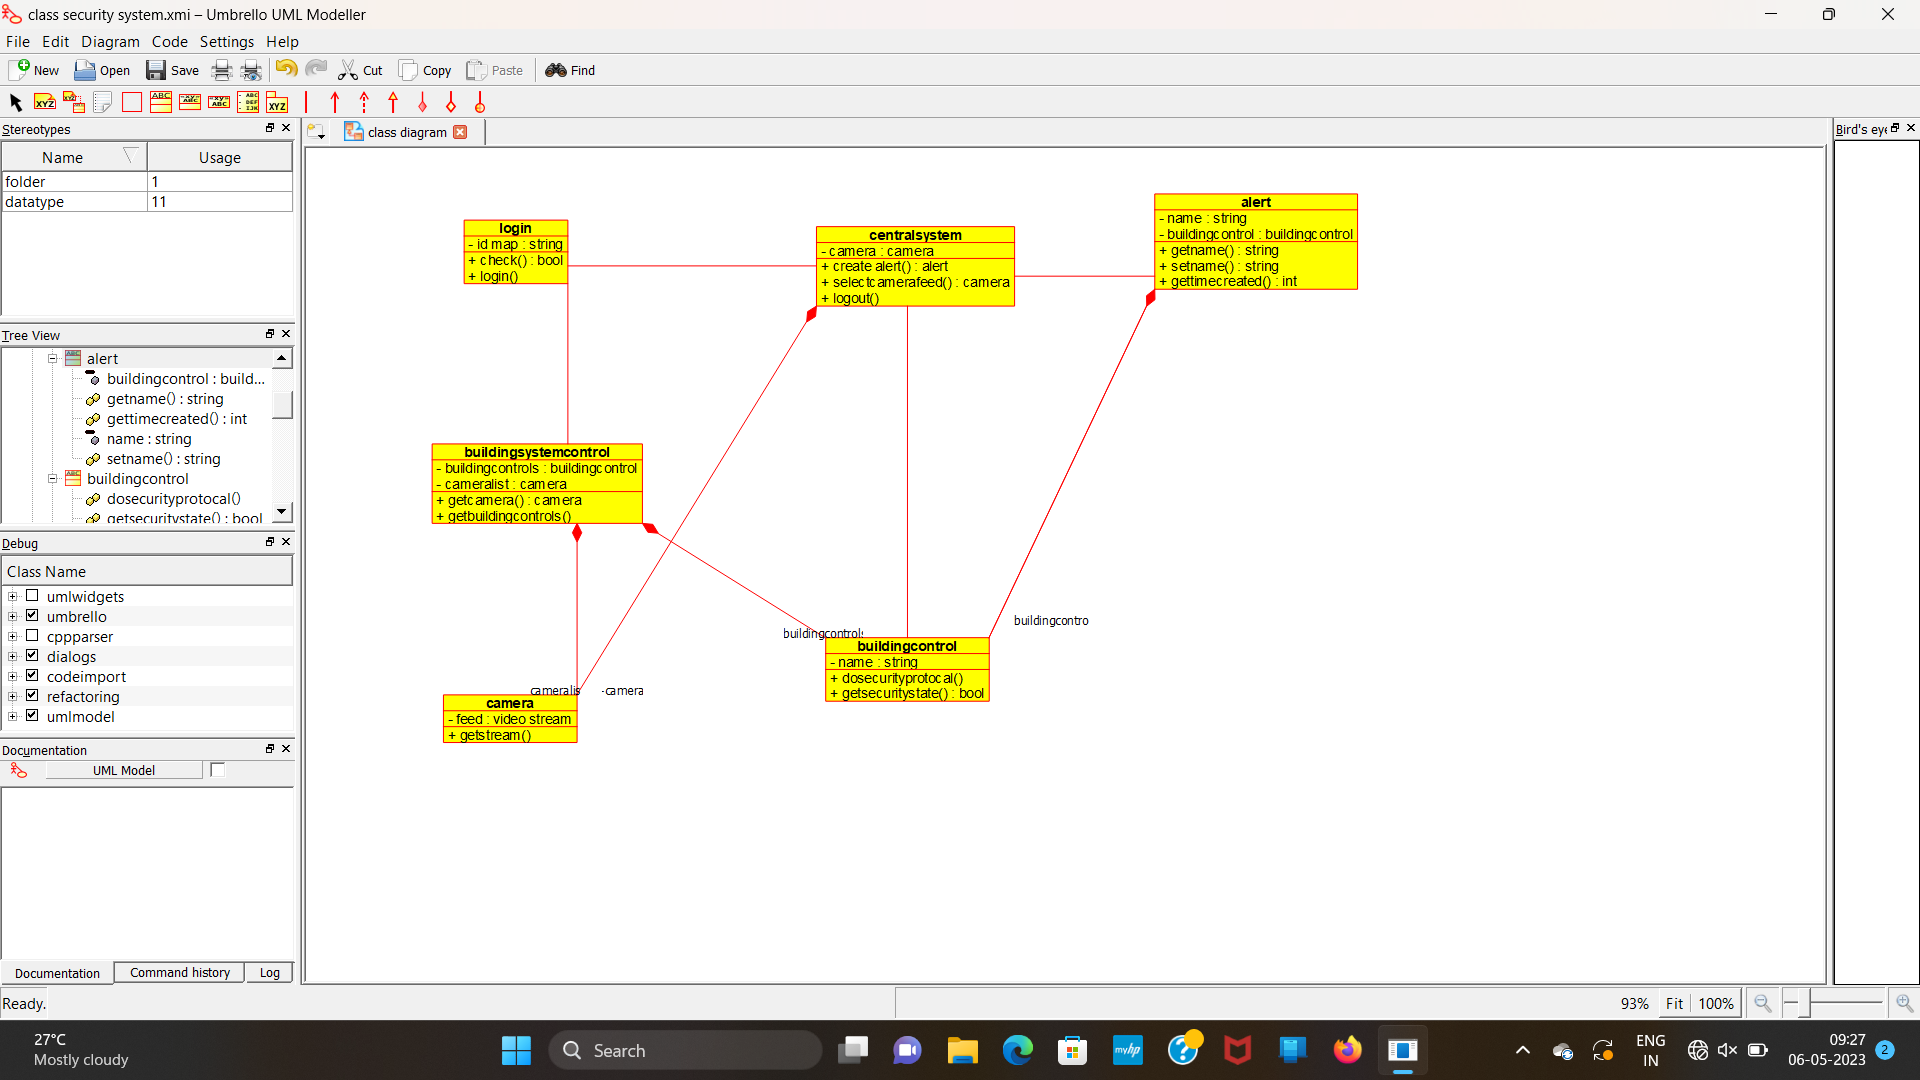 class security system.xmi – Umbrello UML Modeller
File Edit Diagram Code Settings Help
New Open Save Cut Copy Paste Find
Stereotypes
Name Usage
folder 1
datatype 11
Tree View
alert
buildingcontrol : build...
getname() : string
gettimecreated() : int
name : string
setname() : string
buildingcontrol
dosecurityprotocal()
getsecuritystate() : bool
Debug
Class Name
umlwidgets
umbrello
cppparser
dialogs
codeimport
refactoring
umlmodel
Documentation
UML Model
Documentation Command history Log
class diagram
login
- id map : string
+ check() : bool
+ login()
centralsystem
- camera : camera
+ create alert() : alert
+ selectcamerafeed() : camera
+ logout()
alert
- name : string
- buildingcontrol : buildingcontrol
+ getname() : string
+ setname() : string
+ gettimecreated() : int
buildingsystemcontrol
- buildingcontrols : buildingcontrol
- cameralist : camera
+ getcamera() : camera
+ getbuildingcontrols()
buildingcontro
buildingcontrols
buildingcontrol
- name : string
+ dosecurityprotocal()
+ getsecuritystate() : bool
cameralis
-camera
camera
- feed : video stream
+ getstream()
Bird's eye
Ready.
93% Fit 100%
27°C
Mostly cloudy
Search
myhp
ENG
IN
09:27
06-05-2023
2